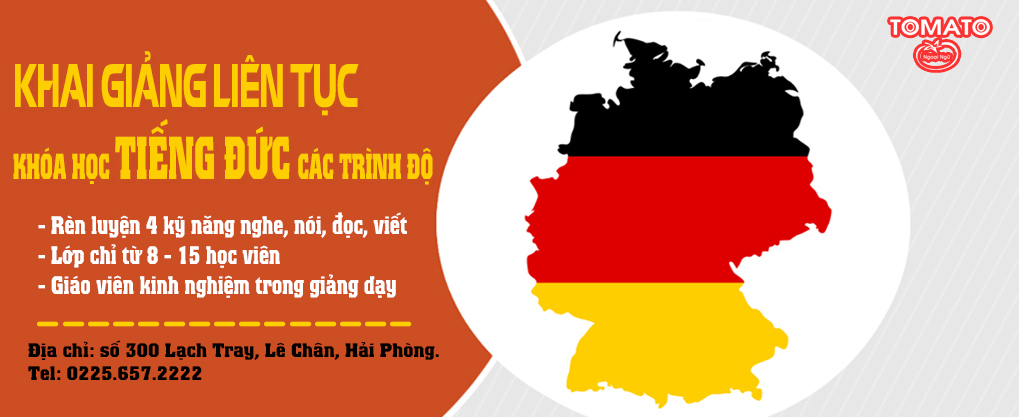 TOMATO
Ngoại Ngữ
KHAI GIẢNG LIÊN TỤC
KHÓA HỌC TIẾNG ĐỨC CÁC TRÌNH ĐỘ
- Rèn luyện 4 kỹ năng nghe, nói, đọc, viết
- Lớp chỉ từ 8 - 15 học viên
- Giáo viên kinh nghiệm trong giảng dạy
Địa chỉ: số 300 Lạch Tray, Lê Chân, Hải Phòng.
Tel: 0225.657.2222